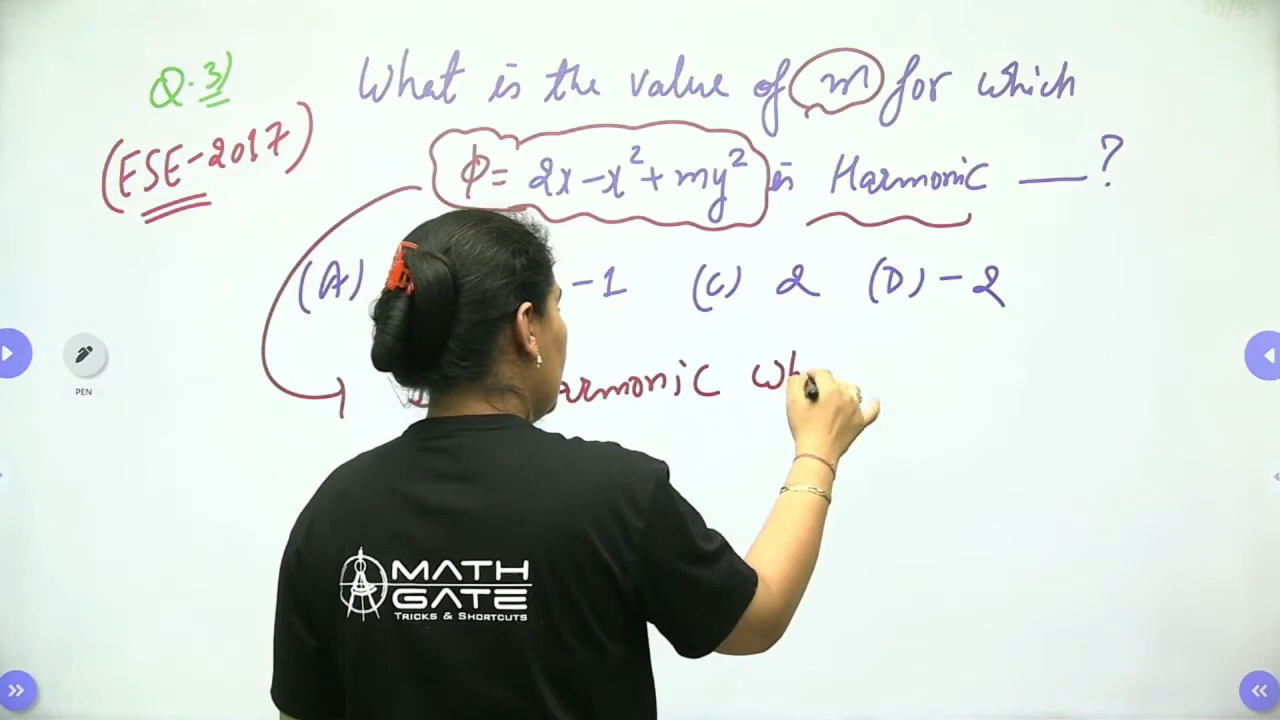 Q.3) What is the value of m for which
(ESE-2017)
φ = 2x - x² + my² is Harmonic ___ ?
(A) -1 (C) 2 (D) -2
armonic wh
PEN
MATH
GATE
TRICKS & SHORTCUTS